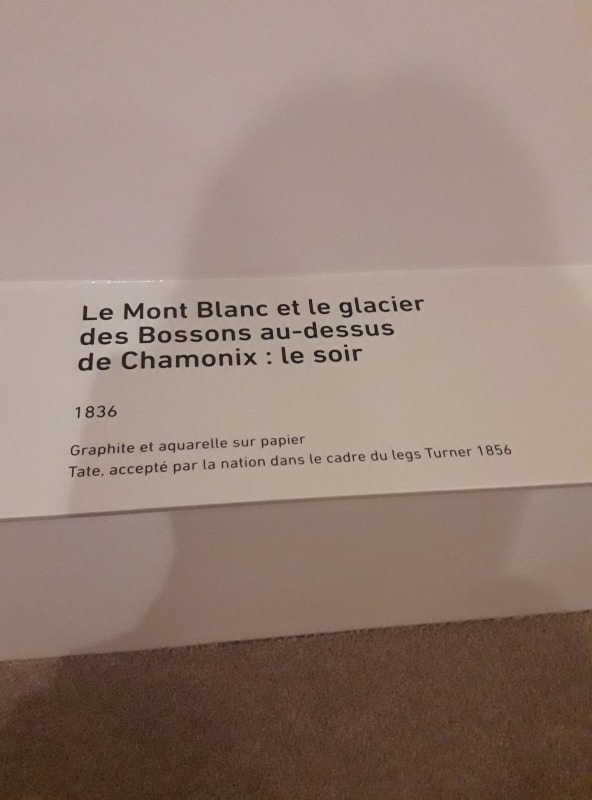 Le Mont Blanc et le glacier
des Bossons au-dessus
de Chamonix : le soir
1836
Graphite et aquarelle sur papier
Tate, accepté par la nation dans le cadre du legs Turner 1856